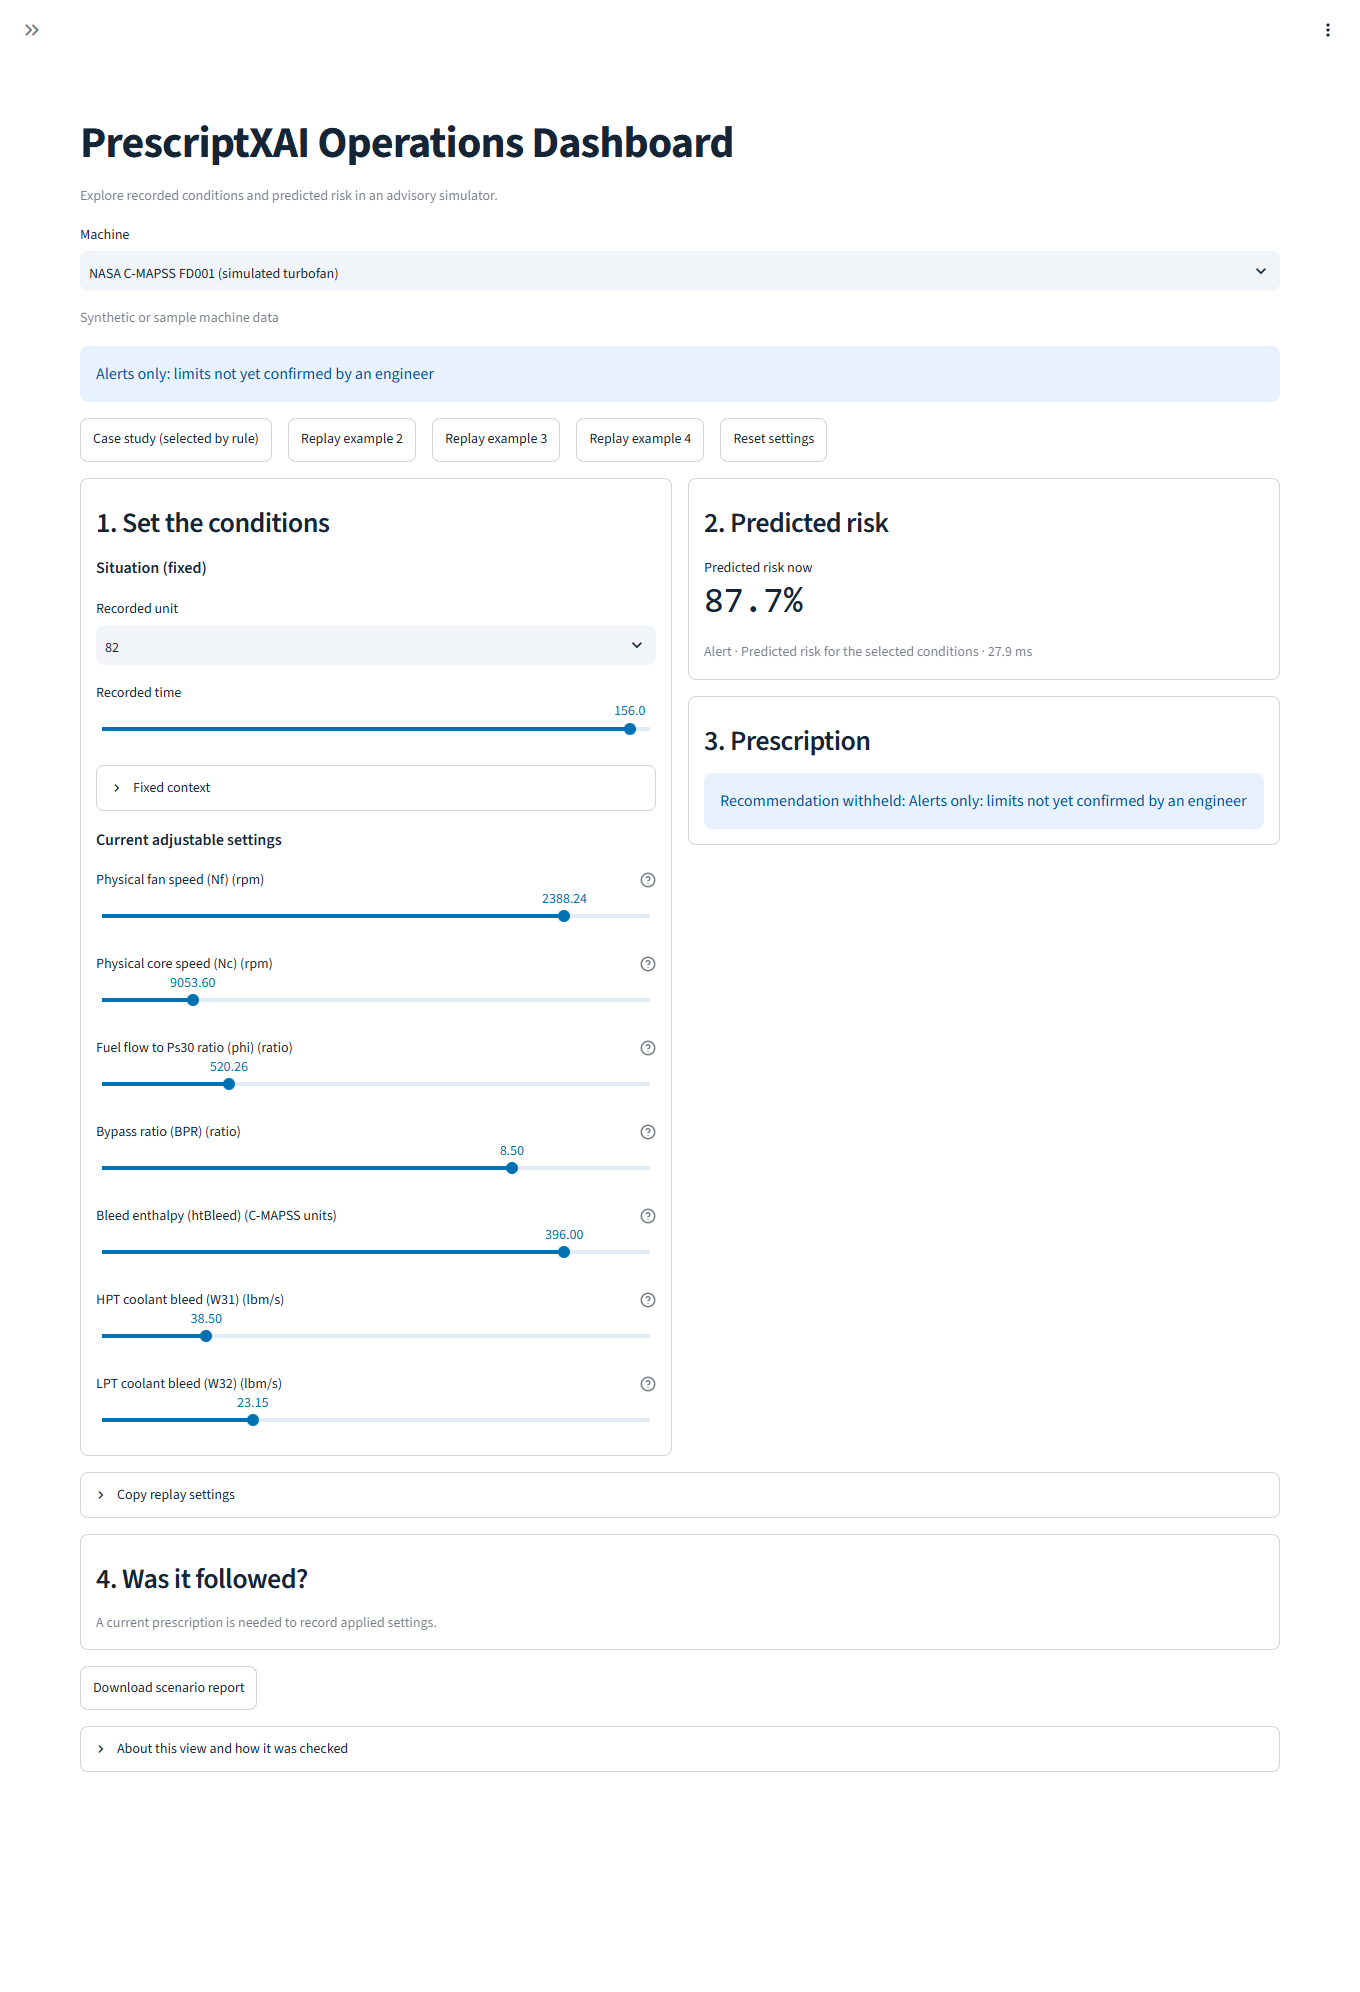 PrescriptXAI Operations Dashboard
Explore recorded conditions and predicted risk in an advisory simulator.
Machine
NASA C-MAPSS FD001 (simulated turbofan)
Synthetic or sample machine data
Alerts only: limits not yet confirmed by an engineer
Case study (selected by rule)
Replay example 2
Replay example 3
Replay example 4
Reset settings
1. Set the conditions
Situation (fixed)
Recorded unit
82
Recorded time
156.0
Fixed context
Current adjustable settings
Physical fan speed (Nf) (rpm)
2388.24
Physical core speed (Nc) (rpm)
9053.60
Fuel flow to Ps30 ratio (phi) (ratio)
520.26
Bypass ratio (BPR) (ratio)
8.50
Bleed enthalpy (htBleed) (C-MAPSS units)
396.00
HPT coolant bleed (W31) (lbm/s)
38.50
LPT coolant bleed (W32) (lbm/s)
23.15
2. Predicted risk
Predicted risk now
87.7%
Alert · Predicted risk for the selected conditions · 27.9 ms
3. Prescription
Recommendation withheld: Alerts only: limits not yet confirmed by an engineer
Copy replay settings
4. Was it followed?
A current prescription is needed to record applied settings.
Download scenario report
About this view and how it was checked